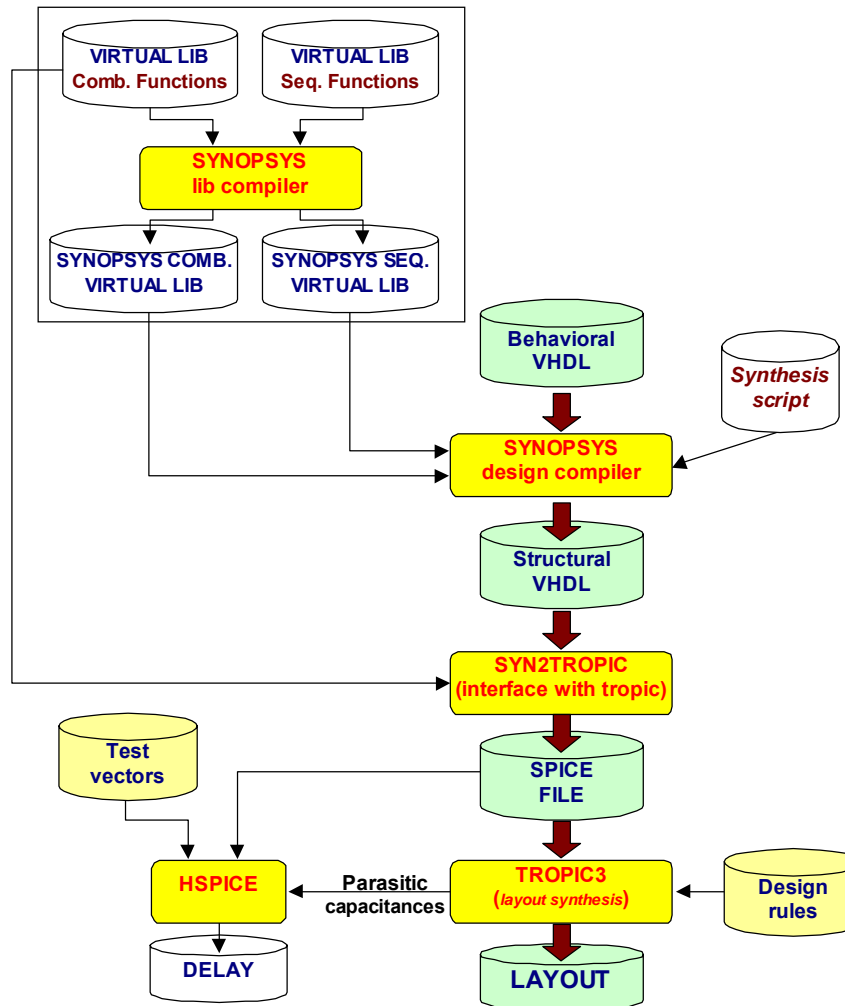 VIRTUAL LIB
Comb. Functions
VIRTUAL LIB
Seq. Functions
SYNOPSYS
lib compiler
SYNOPSYS COMB.
VIRTUAL LIB
SYNOPSYS SEQ.
VIRTUAL LIB
Behavioral
VHDL
Synthesis
script
SYNOPSYS
design compiler
Structural
VHDL
SYN2TROPIC
(interface with tropic)
Test
vectors
SPICE
FILE
HSPICE
Parasitic
capacitances
TROPIC3
(layout synthesis)
Design
rules
DELAY
LAYOUT